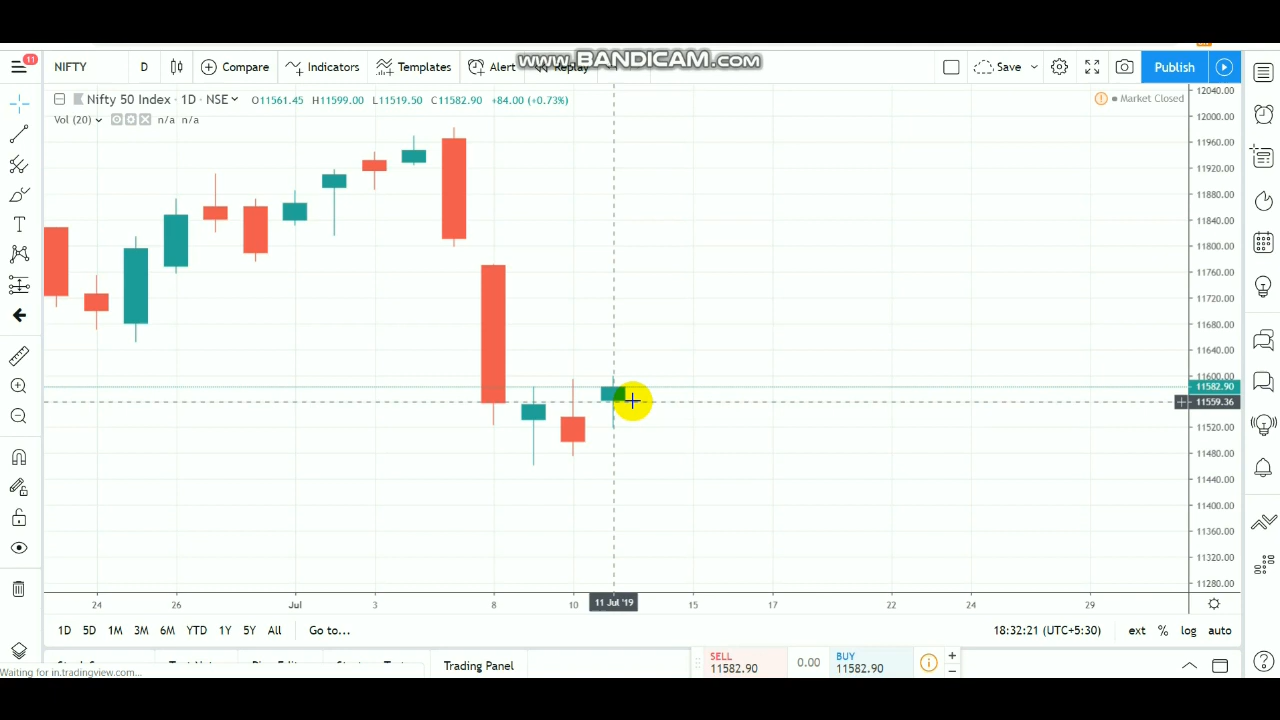 www.BANDICAM.com
11
NIFTY
D
Compare
Indicators
Templates
Alert
Replay
Save
Publish
Nifty 50 Index · 1D · NSE
O11561.45 H11599.00 L11519.50 C11582.90 +84.00 (+0.73%)
Market Closed
Vol (20)
n/a n/a
12040.00
12000.00
11960.00
11920.00
11880.00
11840.00
11800.00
11760.00
11720.00
11680.00
11640.00
11600.00
11582.90
11559.36
11520.00
11480.00
11440.00
11400.00
11360.00
11320.00
11280.00
24
26
Jul
3
8
10
11 Jul '19
15
17
22
24
29
1D 5D 1M 3M 6M YTD 1Y 5Y All Go to...
18:32:21 (UTC+5:30)
ext % log auto
Trading Panel
SELL
11582.90
0.00
BUY
11582.90
Waiting for in.tradingview.com...